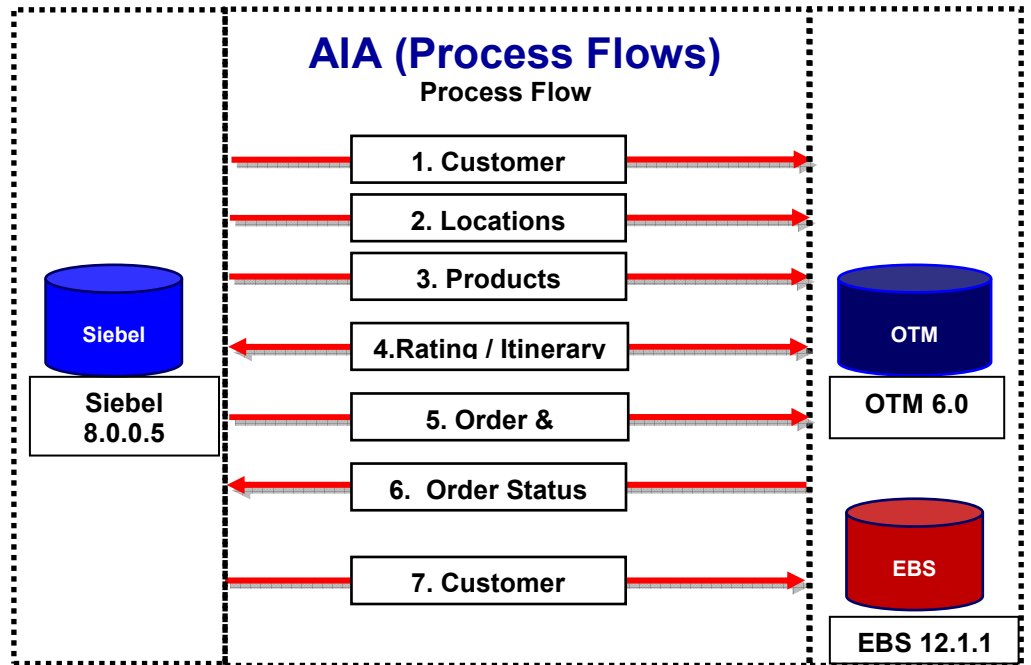 AIA (Process Flows)
Process Flow
1. Customer
2. Locations
3. Products
4.Rating / Itinerary
5. Order &
6. Order Status
7. Customer
Siebel
Siebel
8.0.0.5
OTM
OTM 6.0
EBS
EBS 12.1.1